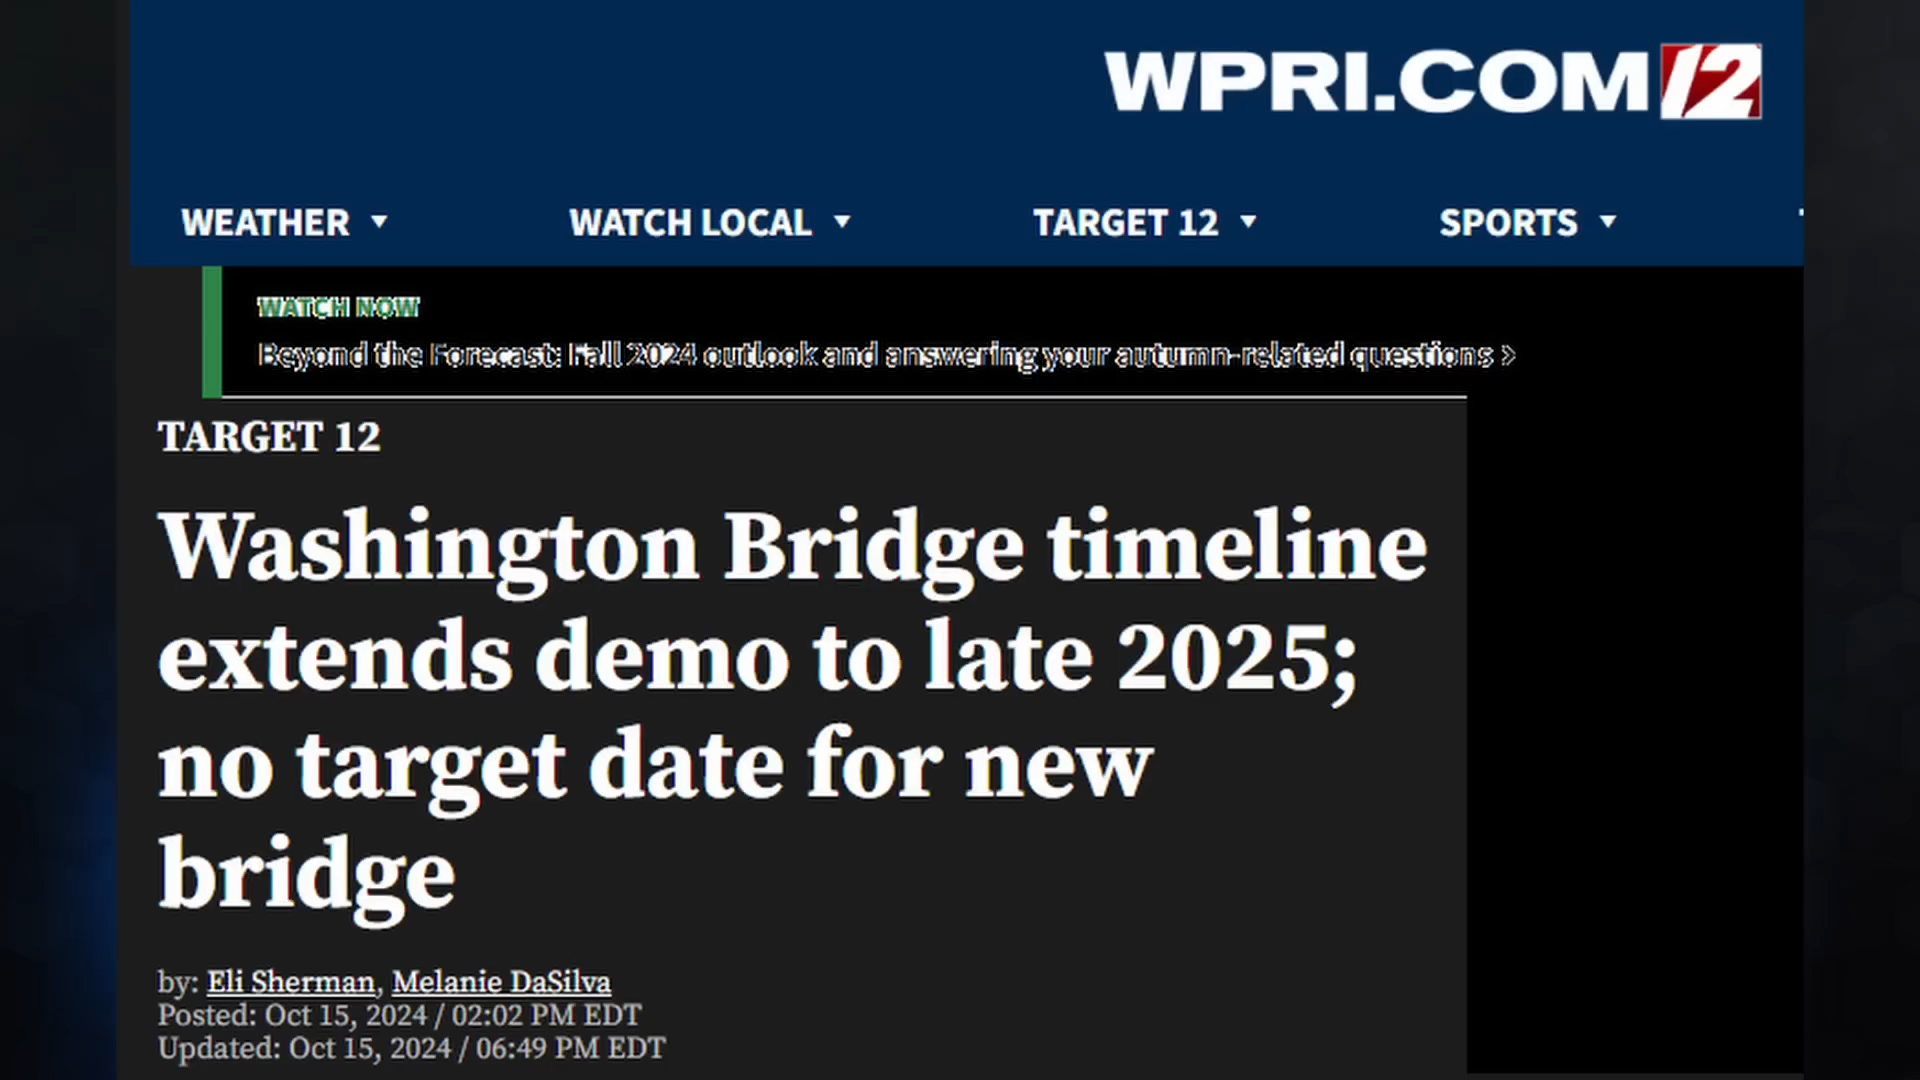 WPRI.COM 12
WEATHER ▼ WATCH LOCAL ▼ TARGET 12 ▼ SPORTS ▼
WATCH NOW
Beyond the Forecast: Fall 2024 outlook and answering your autumn-related questions >
TARGET 12
Washington Bridge timeline
extends demo to late 2025;
no target date for new
bridge
by: Eli Sherman, Melanie DaSilva
Posted: Oct 15, 2024 / 02:02 PM EDT
Updated: Oct 15, 2024 / 06:49 PM EDT